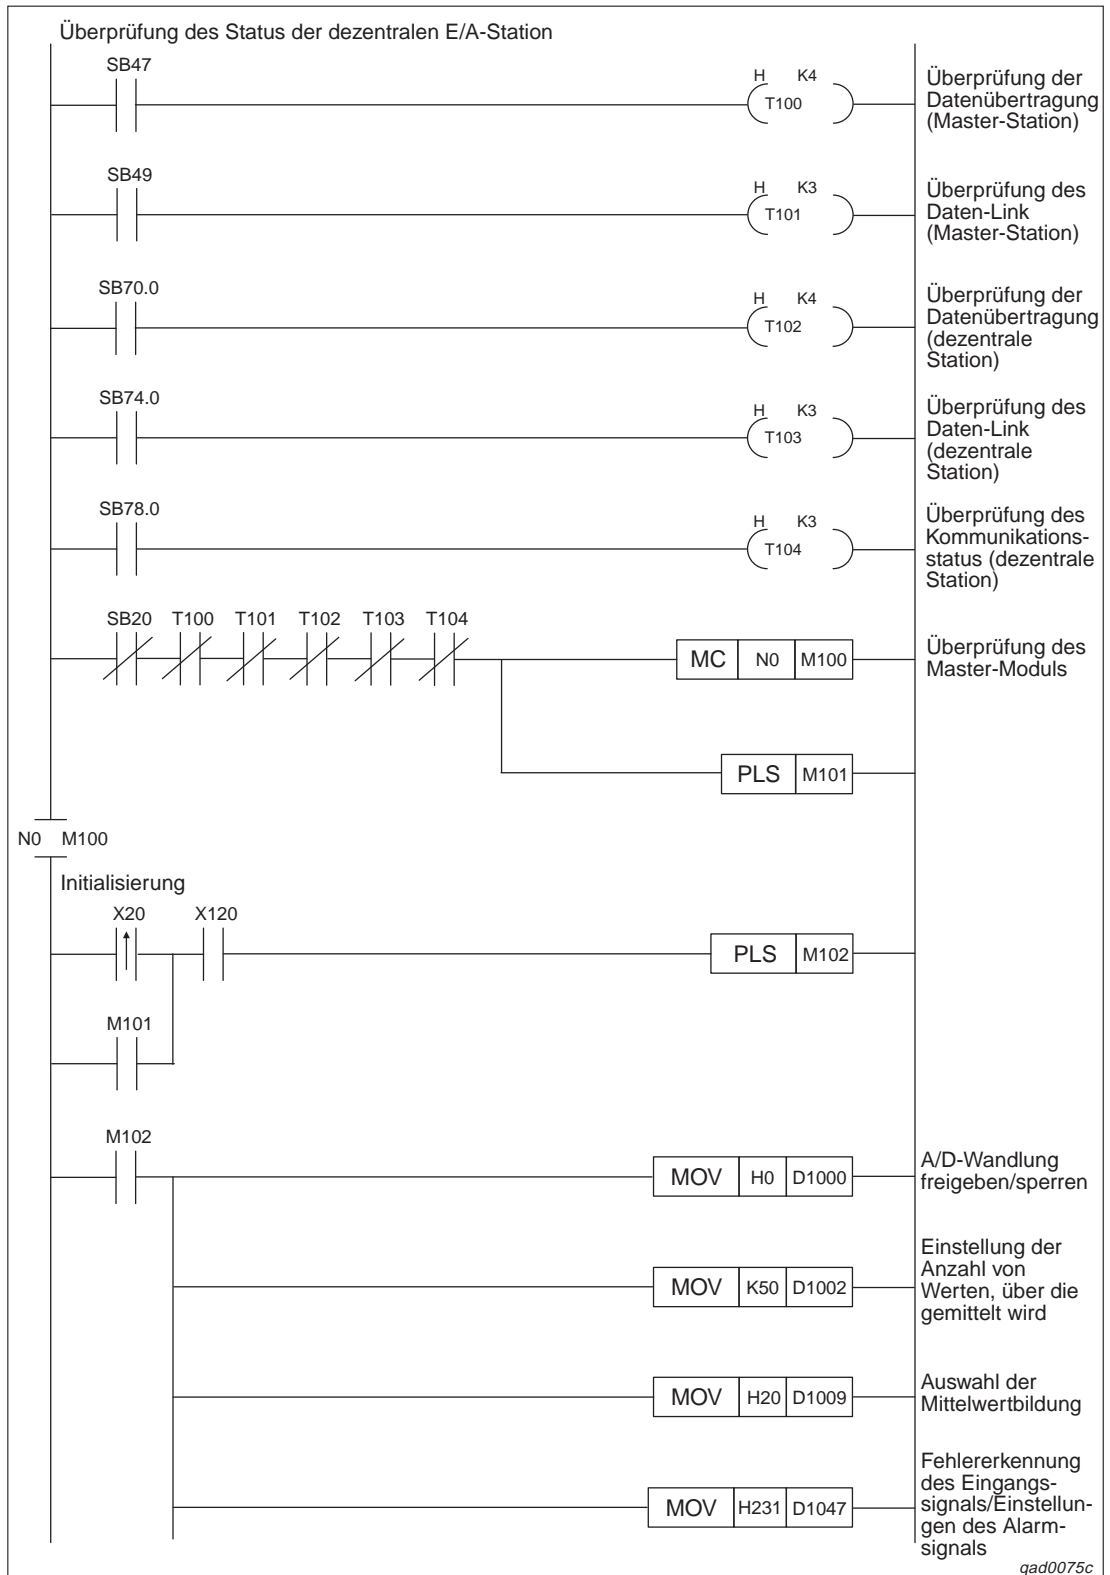 Überprüfung des Status der dezentralen E/A-Station
SB47
H K4
T100
Überprüfung der
Datenübertragung
(Master-Station)
SB49
H K3
T101
Überprüfung des
Daten-Link
(Master-Station)
SB70.0
H K4
T102
Überprüfung der
Datenübertragung
(dezentrale
Station)
SB74.0
H K3
T103
Überprüfung des
Daten-Link
(dezentrale
Station)
SB78.0
H K3
T104
Überprüfung des
Kommunikations-
status (dezentrale
Station)
SB20 T100 T101 T102 T103 T104
MC N0 M100
Überprüfung des
Master-Moduls
PLS M101
N0 M100
Initialisierung
X20 X120
PLS M102
M101
M102
MOV H0 D1000
A/D-Wandlung
freigeben/sperren
MOV K50 D1002
Einstellung der
Anzahl von
Werten, über die
gemittelt wird
MOV H20 D1009
Auswahl der
Mittelwertbildung
MOV H231 D1047
Fehlererkennung
des Eingangs-
signals/Einstellun-
gen des Alarm-
signals
qad0075c